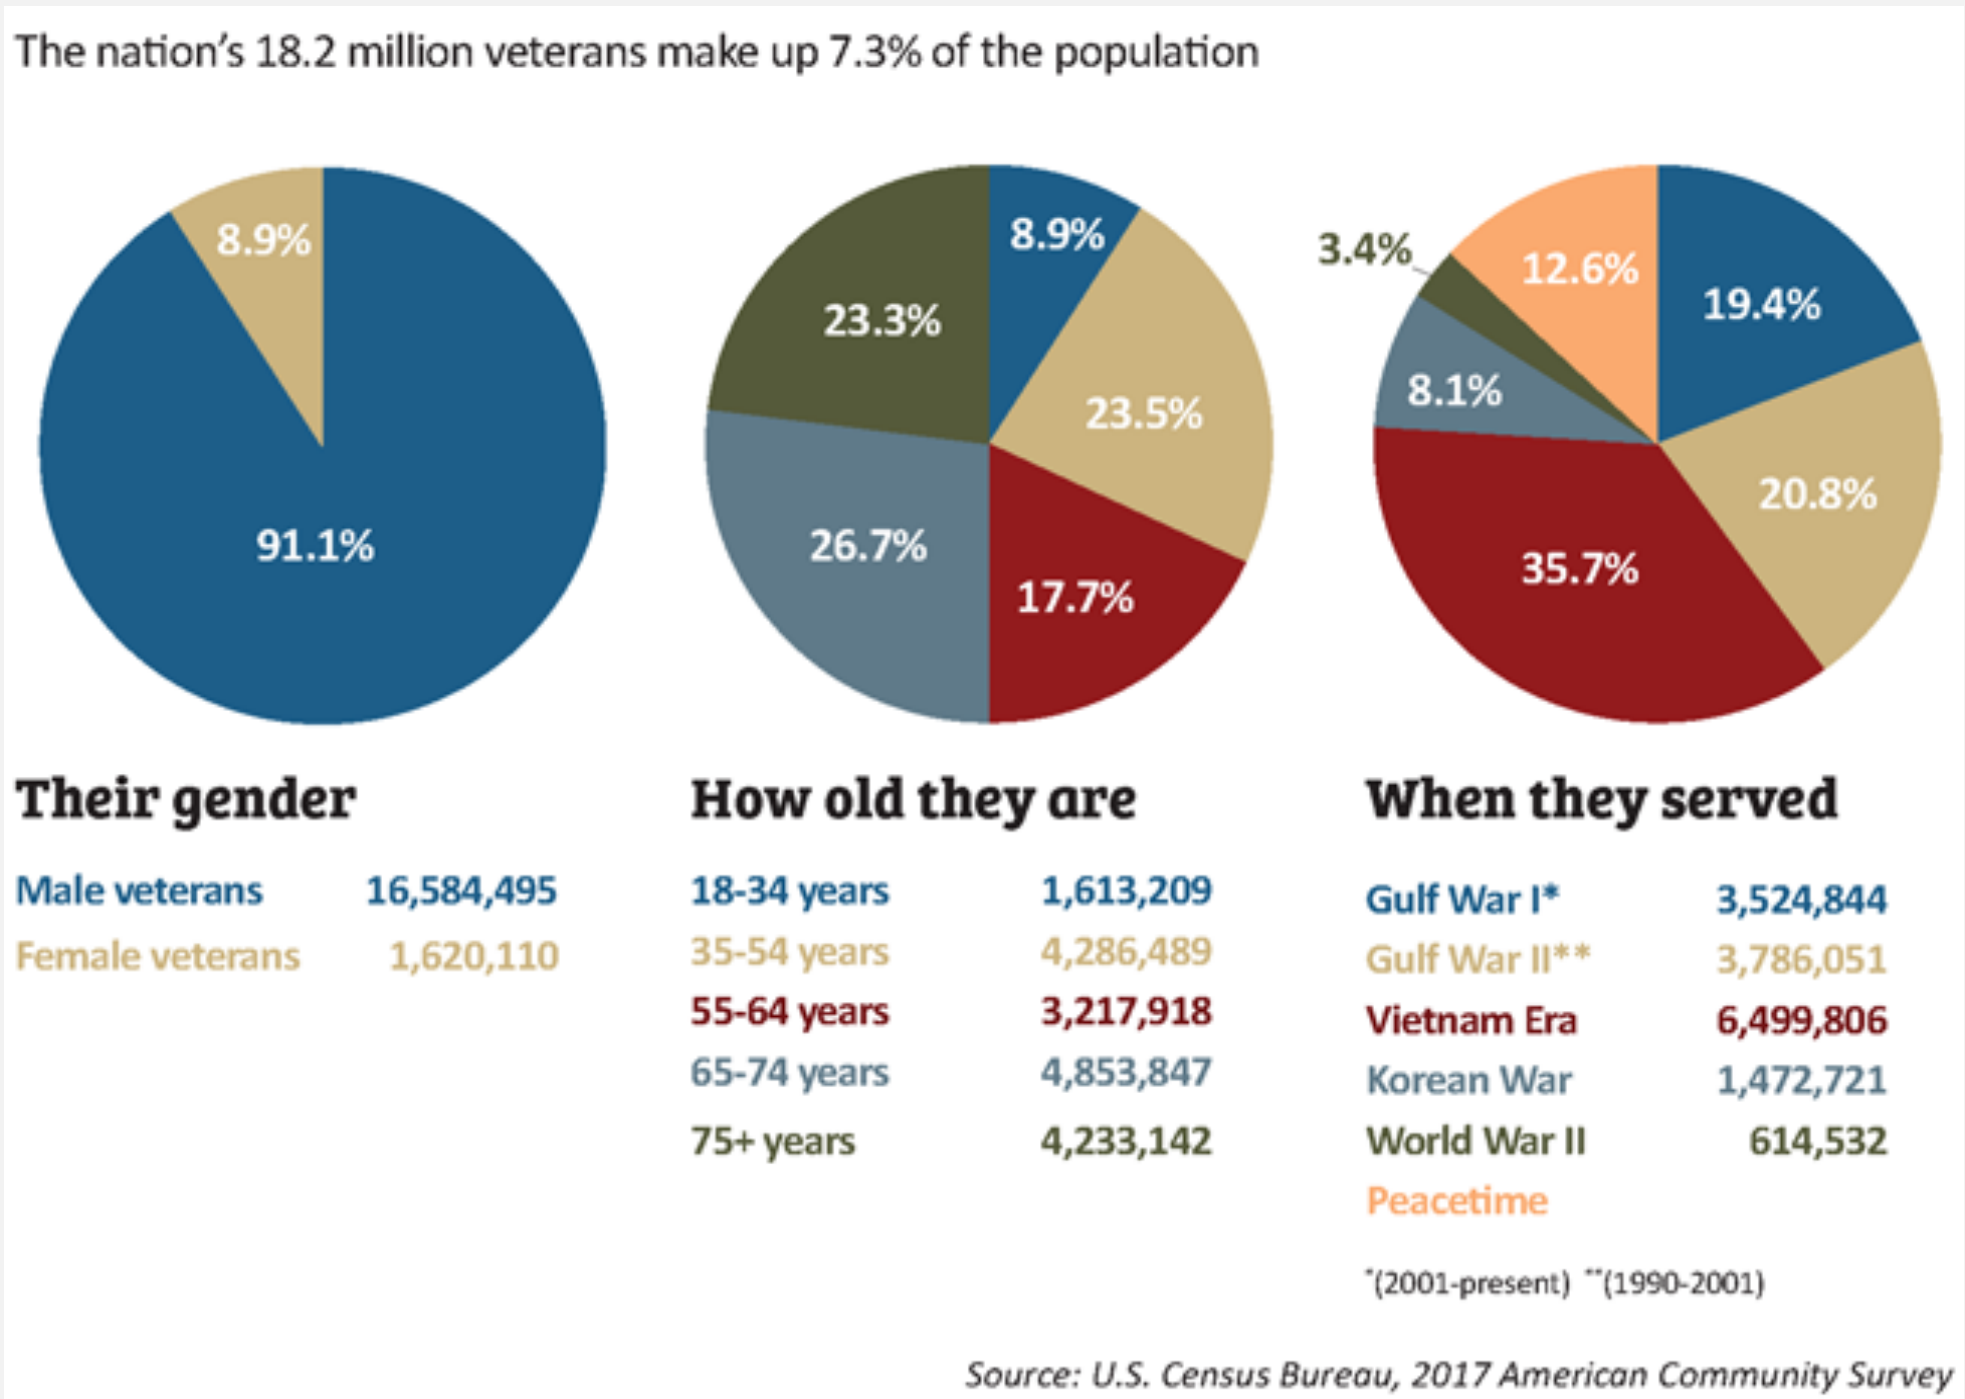 The nation's 18.2 million veterans make up 7.3% of the population
8.9%
91.1%
8.9%
23.5%
17.7%
26.7%
23.3%
19.4%
20.8%
35.7%
8.1%
3.4%
12.6%
Their gender
Male veterans 16,584,495
Female veterans 1,620,110
How old they are
18-34 years 1,613,209
35-54 years 4,286,489
55-64 years 3,217,918
65-74 years 4,853,847
75+ years 4,233,142
When they served
Gulf War I* 3,524,844
Gulf War II** 3,786,051
Vietnam Era 6,499,806
Korean War 1,472,721
World War II 614,532
Peacetime
*(2001-present) **(1990-2001)
Source: U.S. Census Bureau, 2017 American Community Survey